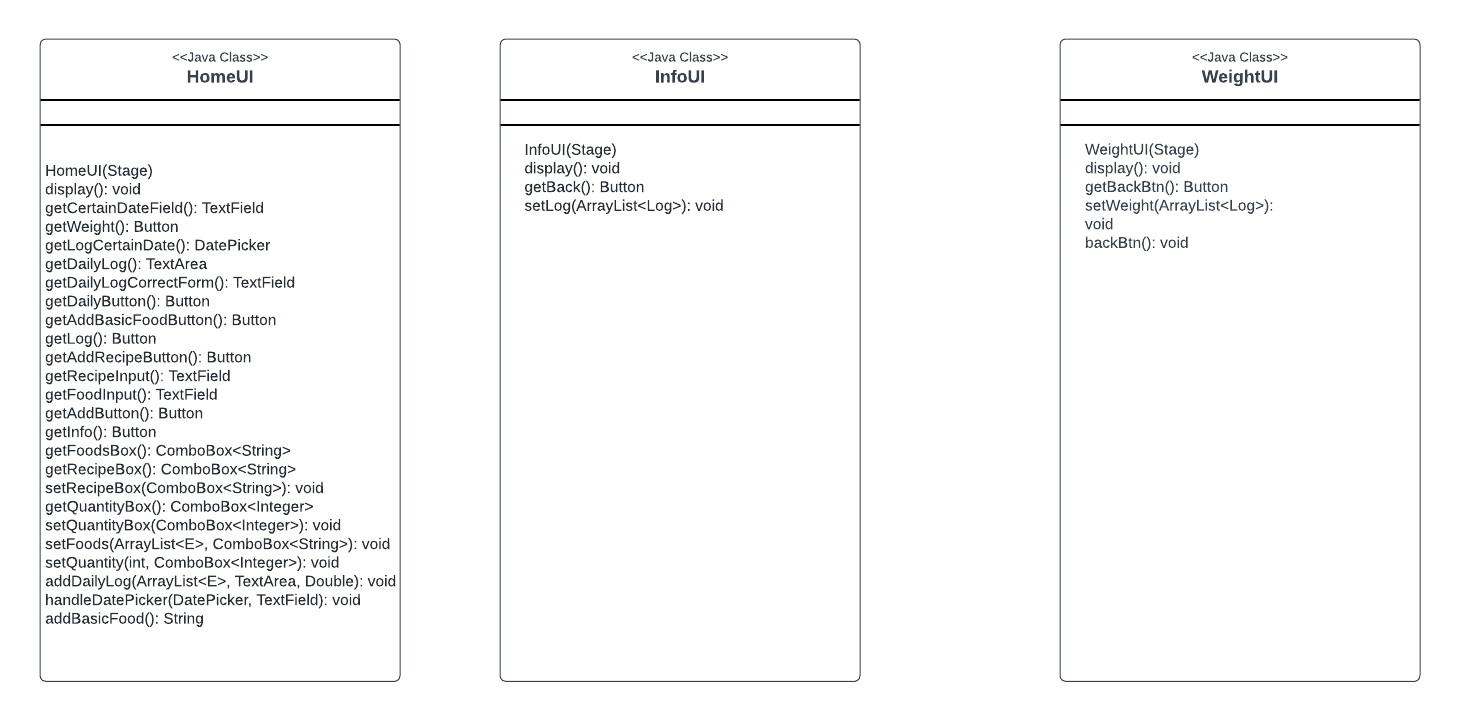 <<Java Class>>
HomeUI
HomeUI(Stage)
display(): void
getCertainDateField(): TextField
getWeight(): Button
getLogCertainDate(): DatePicker
getDailyLog(): TextArea
getDailyLogCorrectForm(): TextField
getDailyButton(): Button
getAddBasicFoodButton(): Button
getLog(): Button
getAddRecipeButton(): Button
getRecipeInput(): TextField
getFoodInput(): TextField
getAddButton(): Button
getInfo(): Button
getFoodsBox(): ComboBox<String>
getRecipeBox(): ComboBox<String>
setRecipeBox(ComboBox<String>): void
getQuantityBox(): ComboBox<Integer>
setQuantityBox(ComboBox<Integer>): void
setFoods(ArrayList<E>, ComboBox<String>): void
setQuantity(int, ComboBox<Integer>): void
addDailyLog(ArrayList<E>, TextArea, Double): void
handleDatePicker(DatePicker, TextField): void
addBasicFood(): String
<<Java Class>>
InfoUI
InfoUI(Stage)
display(): void
getBack(): Button
setLog(ArrayList<Log>): void
<<Java Class>>
WeightUI
WeightUI(Stage)
display(): void
getBackBtn(): Button
setWeight(ArrayList<Log>):
void
backBtn(): void